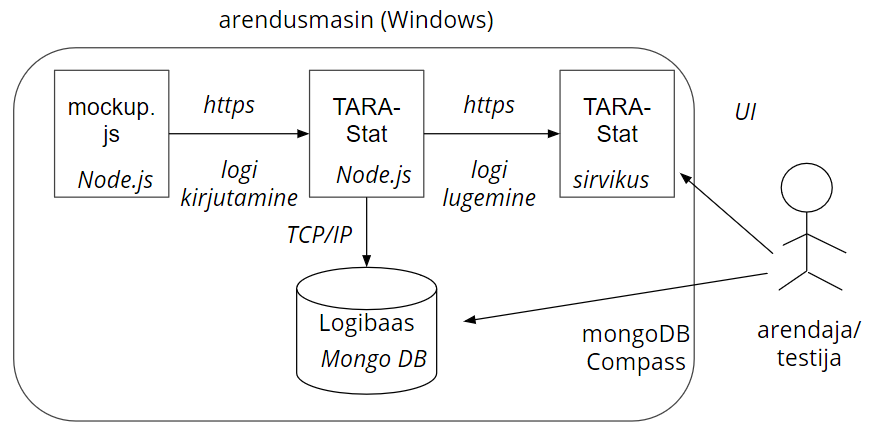 arendusmasin (Windows)
mockup.
js
Node.js
https
logi
kirjutamine
TARA-
Stat
Node.js
https
logi
lugemine
TARA-
Stat
sirvikus
UI
TCP/IP
Logibaas
Mongo DB
mongoDB
Compass
arendaja/
testija